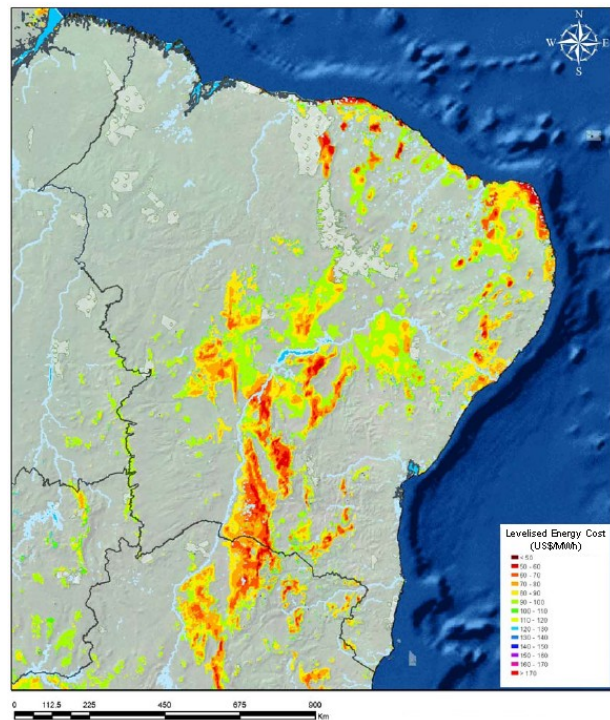 N
W E
S
Levelised Energy Cost
(US$/MWh)
< 50
50 - 60
60 - 70
70 - 80
80 - 90
90 - 100
100 - 110
110 - 120
120 - 130
130 - 140
140 - 150
150 - 160
160 - 170
> 170
0 112.5 225 450 675 900
Km